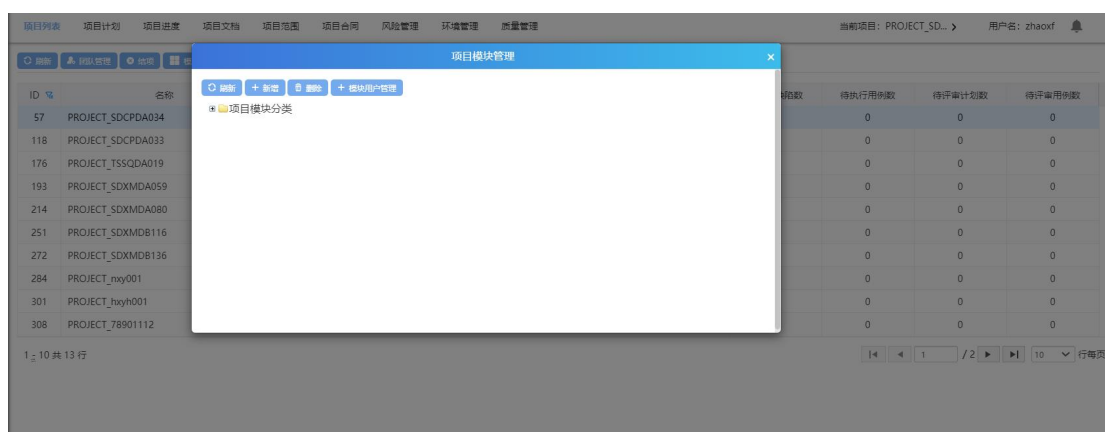 项目列表 项目计划 项目进度 项目文档 项目范围 项目合同 风险管理 环境管理 质量管理 当前项目: PROJECT_SD... 用户名: zhaoxf
刷新 团队管理 结项
项目模块管理 ×
刷新 + 新增 删除 + 模块用户管理
项目模块分类
ID 名称 待执行用例数 待评审计划数 待评审用例数
57 PROJECT_SDCPDA034 0 0 0
118 PROJECT_SDCPDA033 0 0 0
176 PROJECT_TSSQDA019 0 0 0
193 PROJECT_SDXMDA059 0 0 0
214 PROJECT_SDXMDA080 0 0 0
251 PROJECT_SDXMDB116 0 0 0
272 PROJECT_SDXMDB136 0 0 0
284 PROJECT_nxy001 0 0 0
301 PROJECT_hxyh001 0 0 0
308 PROJECT_78901112 0 0 0
1 - 10 共 13 行 1 / 2 10 行每页